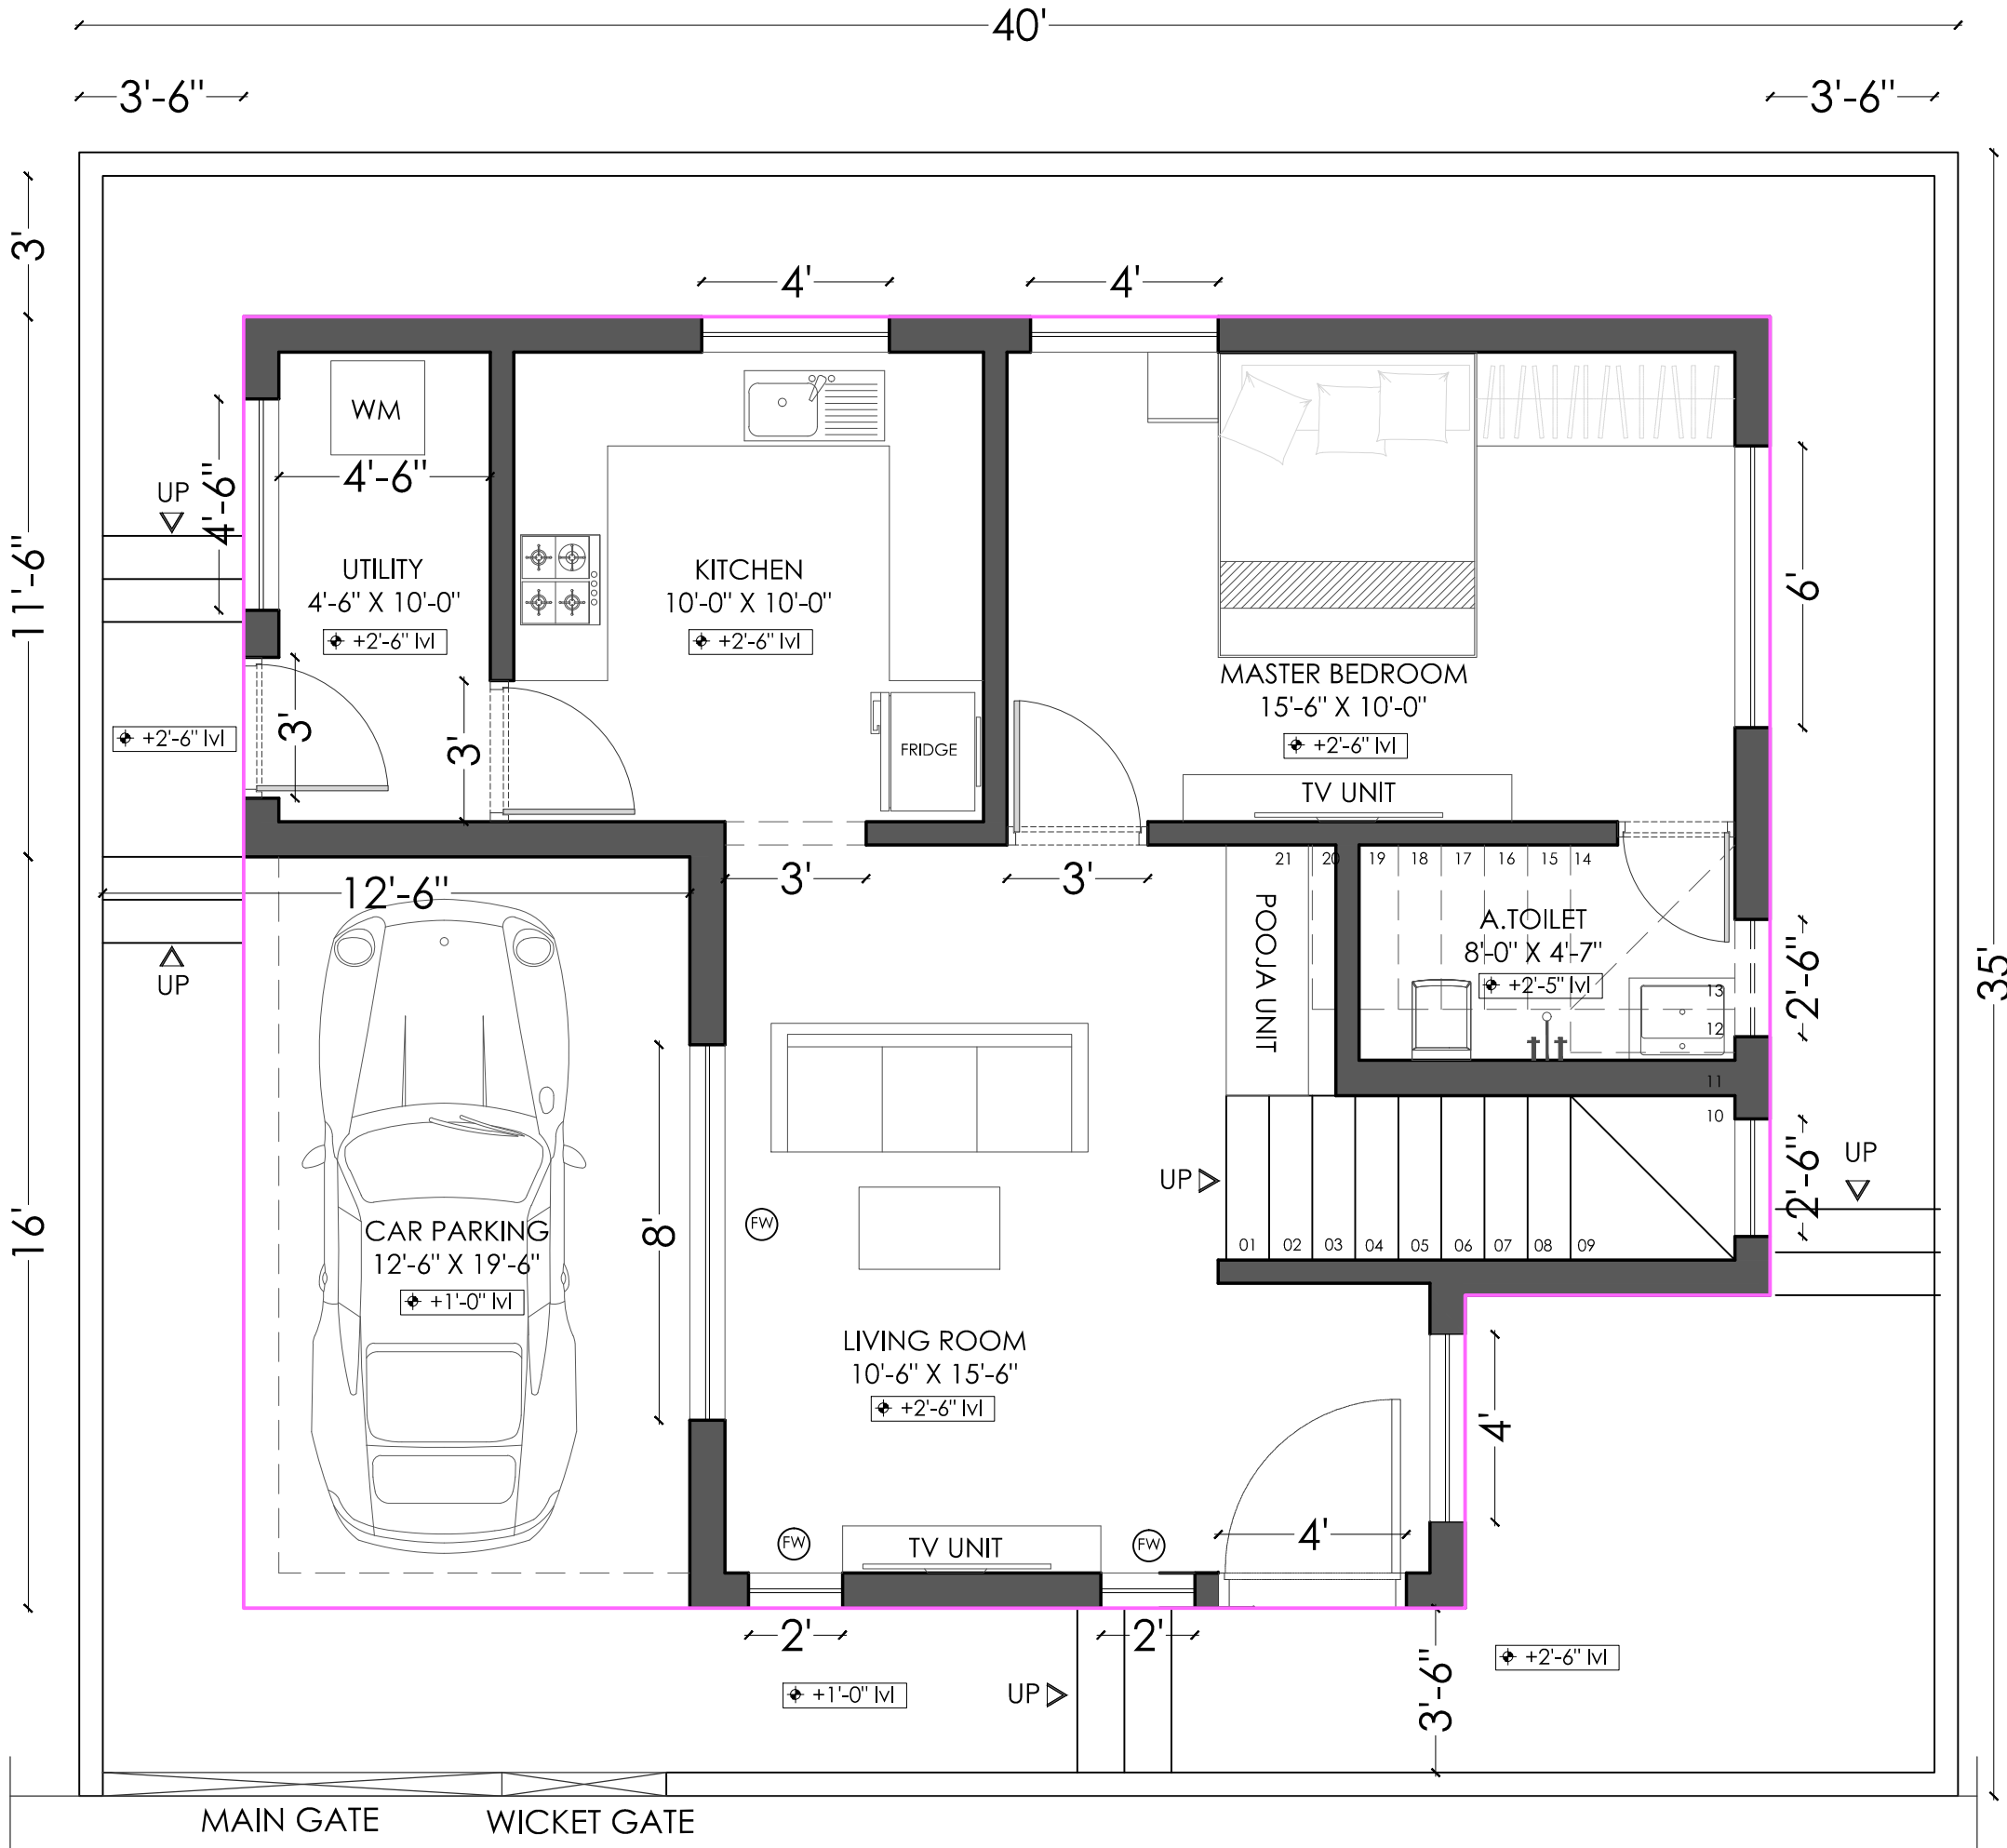 40'
3'-6"
3'-6"
3'
4'
4'
WM
4'-6"
4'-6"
UP
11'-6"
6'
UTILITY
4'-6" X 10'-0"
+2'-6" lvl
KITCHEN
10'-0" X 10'-0"
+2'-6" lvl
MASTER BEDROOM
15'-6" X 10'-0"
+2'-6" lvl
+2'-6" lvl
3'
3'
FRIDGE
TV UNIT
12'-6"
3'
3'
21
20
19
18
17
16
15
14
UP
POOJA UNIT
A.TOILET
8'-0" X 4'-7"
+2'-5" lvl
13
12
2'-6"
35'
11
10
2'-6"
UP
UP
16'
8'
FW
CAR PARKING
12'-6" X 19'-6"
+1'-0" lvl
01
02
03
04
05
06
07
08
09
LIVING ROOM
10'-6" X 15'-6"
+2'-6" lvl
4'
FW
TV UNIT
FW
4'
2'
2'
3'-6"
+2'-6" lvl
+1'-0" lvl
UP
MAIN GATE
WICKET GATE